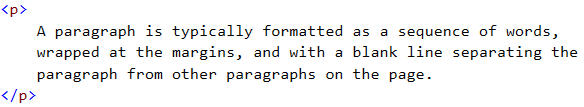 <p>
A paragraph is typically formatted as a sequence of words,
wrapped at the margins, and with a blank line separating the
paragraph from other paragraphs on the page.
</p>